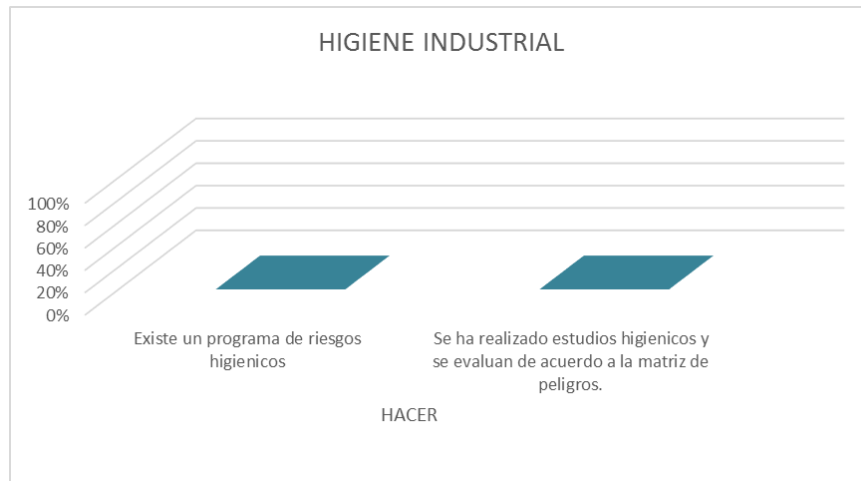 HIGIENE INDUSTRIAL
100%
80%
60%
40%
20%
0%
Existe un programa de riesgos
higienicos
Se ha realizado estudios higienicos y
se evaluan de acuerdo a la matriz de
peligros.
HACER